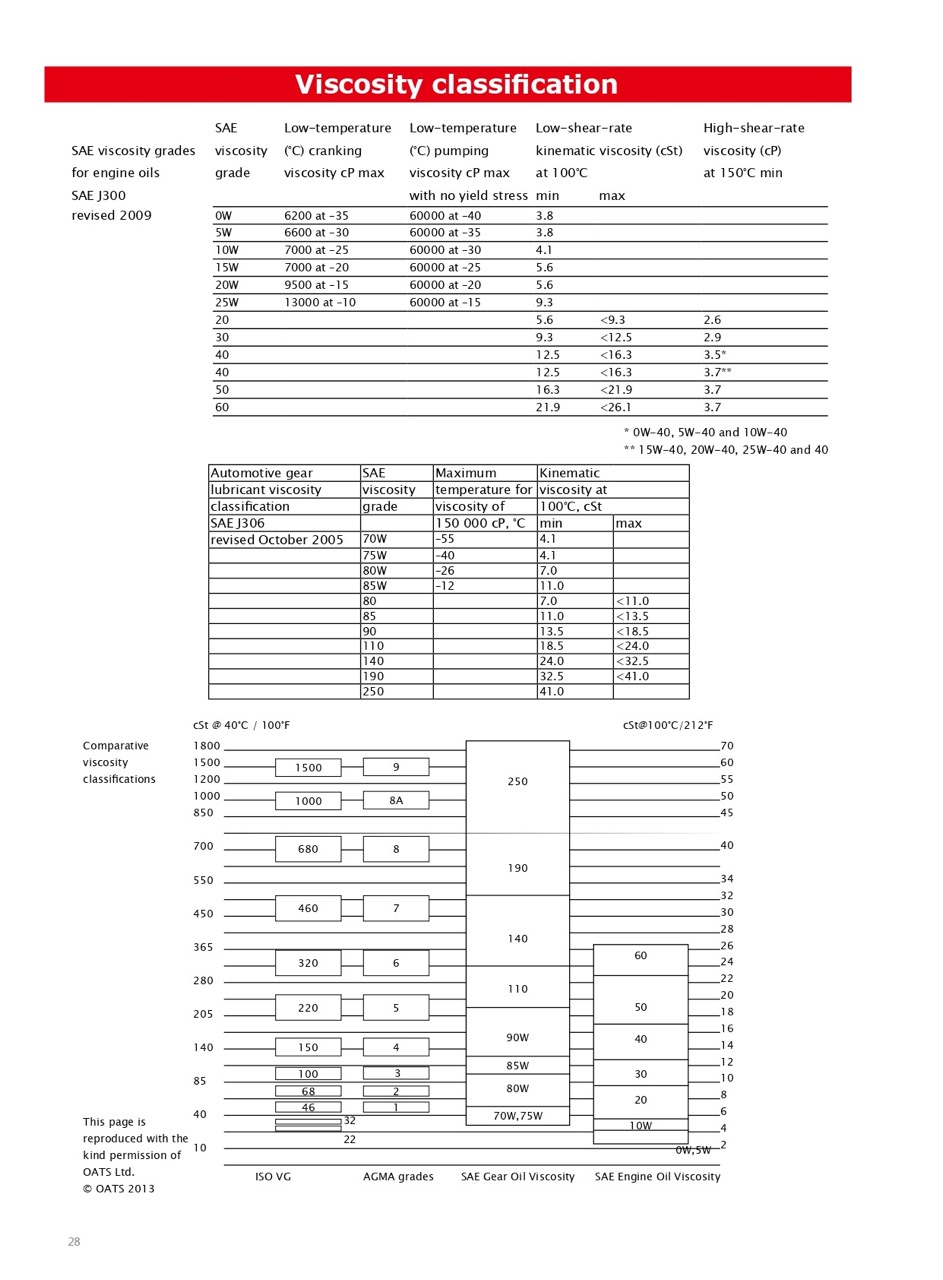 Viscosity classification
SAE Low-temperature Low-temperature Low-shear-rate High-shear-rate
SAE viscosity grades viscosity (°C) cranking (°C) pumping kinematic viscosity (cSt) viscosity (cP)
for engine oils grade viscosity cP max viscosity cP max at 100°C at 150°C min
SAE J300 with no yield stress min max
revised 2009 0W 6200 at -35 60000 at -40 3.8
5W 6600 at -30 60000 at -35 3.8
10W 7000 at -25 60000 at -30 4.1
15W 7000 at -20 60000 at -25 5.6
20W 9500 at -15 60000 at -20 5.6
25W 13000 at -10 60000 at -15 9.3
20 5.6 <9.3 2.6
30 9.3 <12.5 2.9
40 12.5 <16.3 3.5*
40 12.5 <16.3 3.7**
50 16.3 <21.9 3.7
60 21.9 <26.1 3.7
* 0W-40, 5W-40 and 10W-40
** 15W-40, 20W-40, 25W-40 and 40
Automotive gear SAE Maximum Kinematic
lubricant viscosity viscosity temperature for viscosity at
classification grade viscosity of 100°C, cSt
SAE J306 150 000 cP, °C min max
revised October 2005 70W -55 4.1
75W -40 4.1
80W -26 7.0
85W -12 11.0
80 7.0 <11.0
85 11.0 <13.5
90 13.5 <18.5
110 18.5 <24.0
140 24.0 <32.5
190 32.5 <41.0
250 41.0
cSt @ 40°C / 100°F cSt@100°C/212°F
Comparative 1800 70
viscosity 1500 1500 9 60
classifications 1200 250 55
1000 1000 8A 50
850 45
700 680 8 40
190
550 34
32
450 460 7 30
28
140
365 26
60
320 6 24
280 22
110
20
220 5 50
205 18
16
90W 40
140 150 4 14
85W 12
100 3 30
85 10
80W
68 2 8
20
46 1
40 70W,75W 6
This page is 32 10W 4
reproduced with the 22
kind permission of 10 0W,5W 2
OATS Ltd.
ISO VG AGMA grades SAE Gear Oil Viscosity SAE Engine Oil Viscosity
© OATS 2013
28